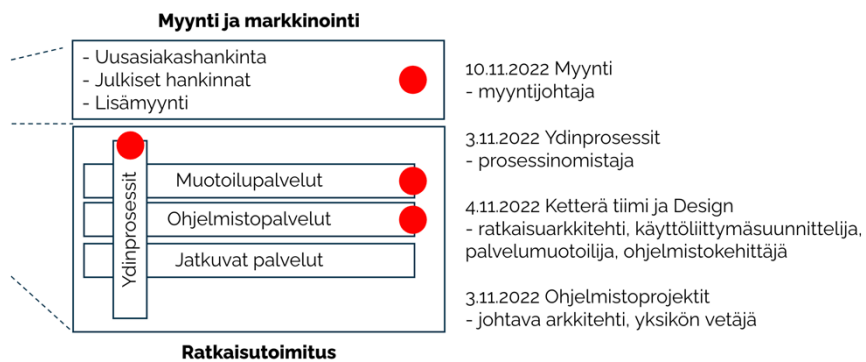 Myynti ja markkinointi
- Uusasiakashankinta
- Julkiset hankinnat
- Lisämyynti
10.11.2022 Myynti
- myyntijohtaja
Ydinprosessit
Muotoilupalvelut
Ohjelmistopalvelut
Jatkuvat palvelut
3.11.2022 Ydinprosessit
- prosessinomistaja
4.11.2022 Ketterä tiimi ja Design
- ratkaisuarkkitehti, käyttöliittymäsuunnittelija,
palvelumuotoilija, ohjelmistokehittäjä
3.11.2022 Ohjelmistoprojektit
- johtava arkkitehti, yksikön vetäjä
Ratkaisutoimitus